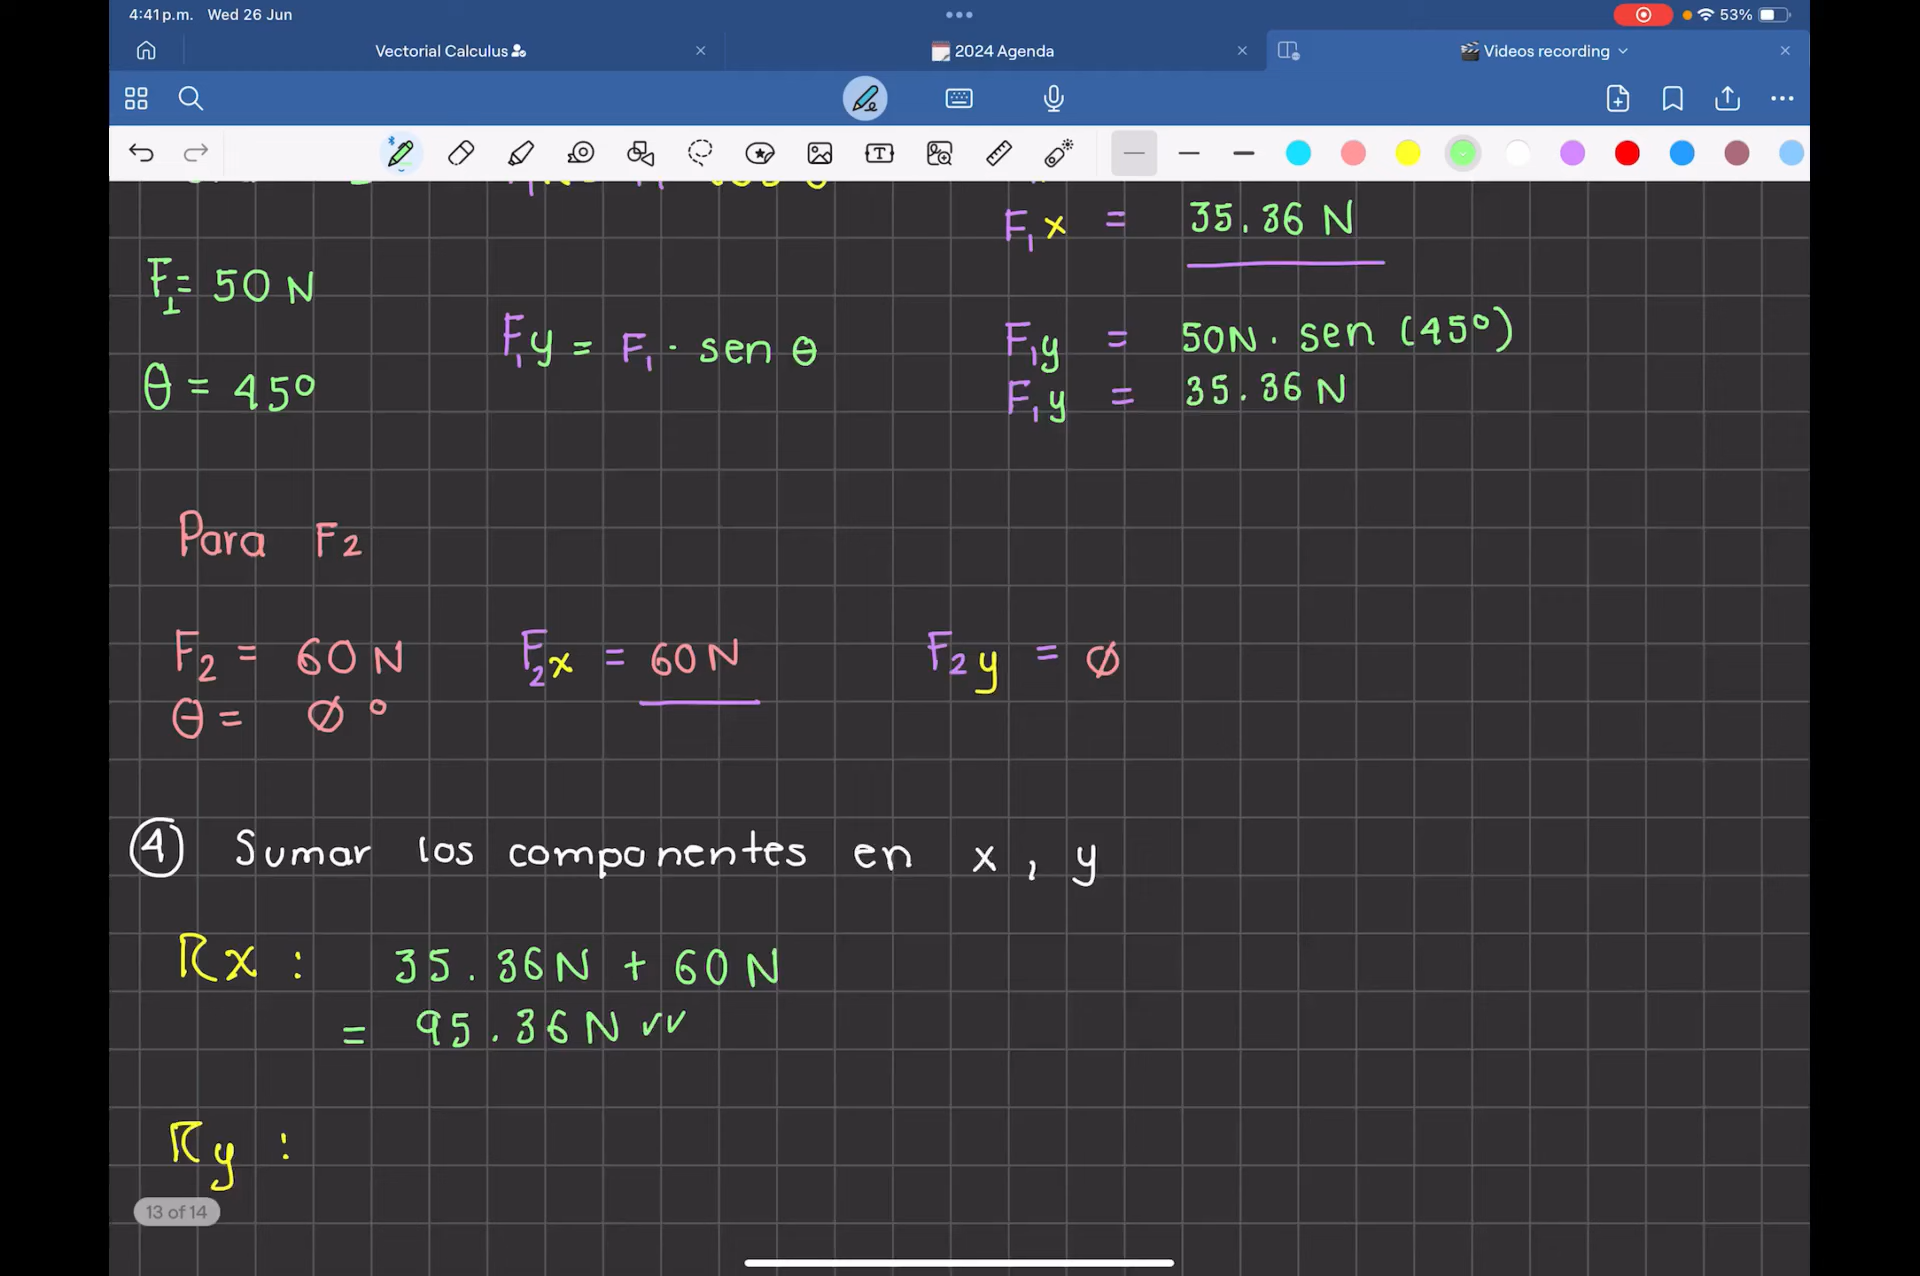 4:41 p.m. Wed 26 Jun
53%
Vectorial Calculus
2024 Agenda
Videos recording
F₁x = 35.36 N
F₁ = 50 N
F₁y = F₁ · sen θ
F₁y = 50N · sen (45°)
θ = 45°
F₁y = 35.36 N
Para F2
F2 = 60 N
F2x = 60 N
F2y = ∅
θ = ∅°
④ Sumar los componentes en x, y
Rx : 35.36N + 60 N
= 95.36N ✓✓
Ry :
13 of 14